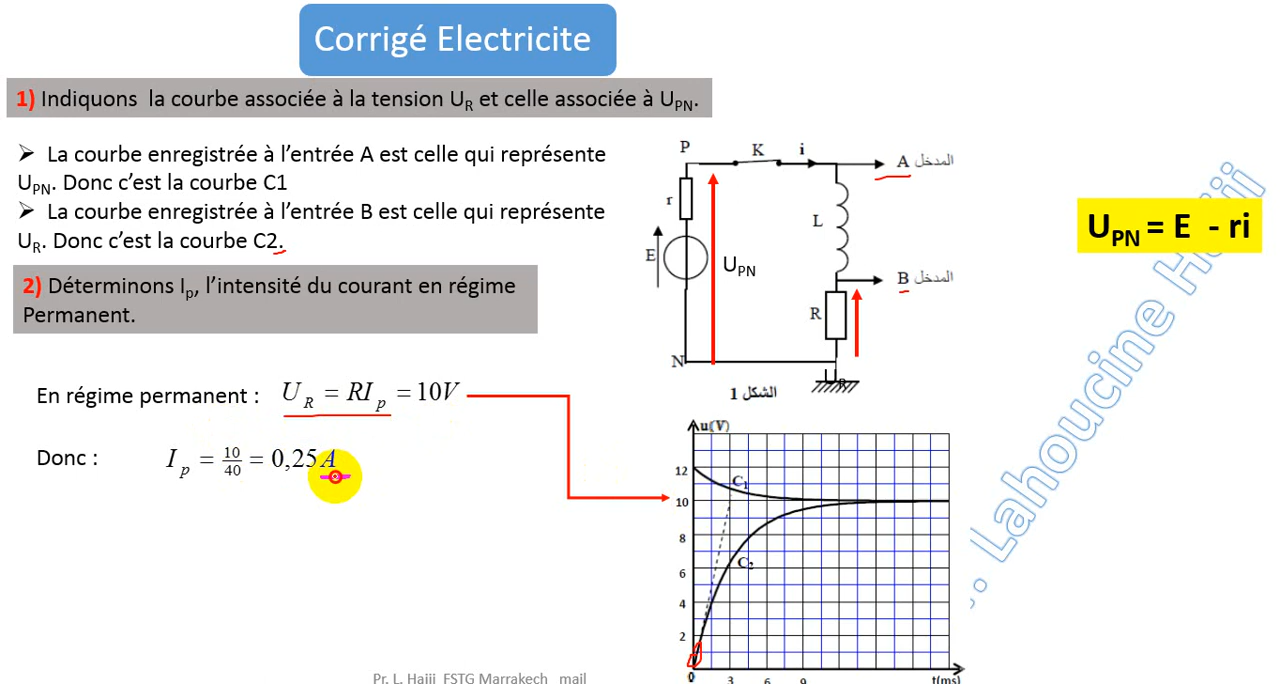 Corrigé Electricite
1) Indiquons la courbe associée à la tension UR et celle associée à UPN.
➤ La courbe enregistrée à l’entrée A est celle qui représente
UPN. Donc c’est la courbe C1
➤ La courbe enregistrée à l’entrée B est celle qui représente
UR. Donc c’est la courbe C2.
2) Déterminons Ip, l’intensité du courant en régime
Permanent.
En régime permanent : UR = RIp = 10V
Donc : Ip = 10/40 = 0,25A
P K i A المدخل
r
L
E UPN
B المدخل
R
N
الشكل 1
UPN = E - ri
u(V)
12
C1
10
8
C2
6
4
2
0 3 6 9 t(ms)
Lahoucine
Pr. L. Hajji FSTG Marrakech mail